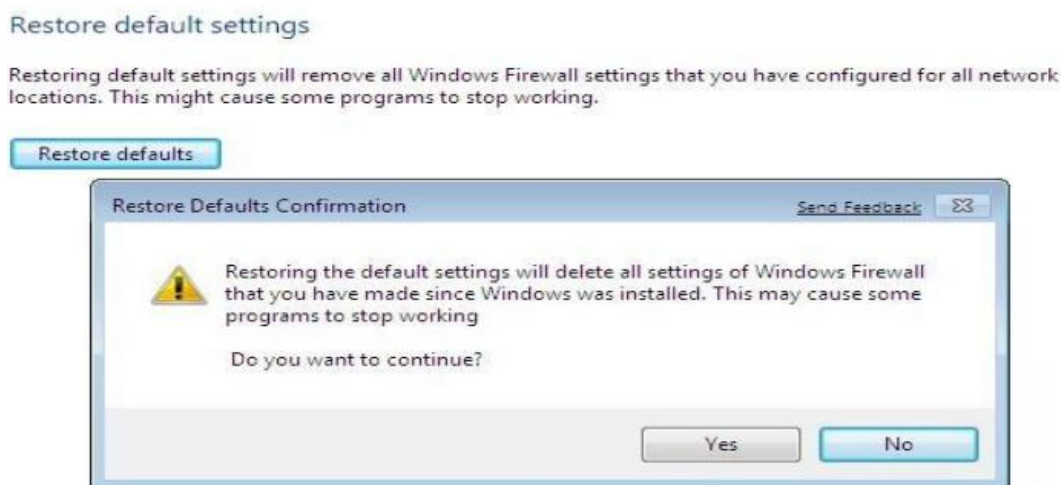 Restore default settings
Restoring default settings will remove all Windows Firewall settings that you have configured for all network
locations. This might cause some programs to stop working.
Restore defaults
Restore Defaults Confirmation
Send Feedback
Restoring the default settings will delete all settings of Windows Firewall
that you have made since Windows was installed. This may cause some
programs to stop working
Do you want to continue?
Yes
No